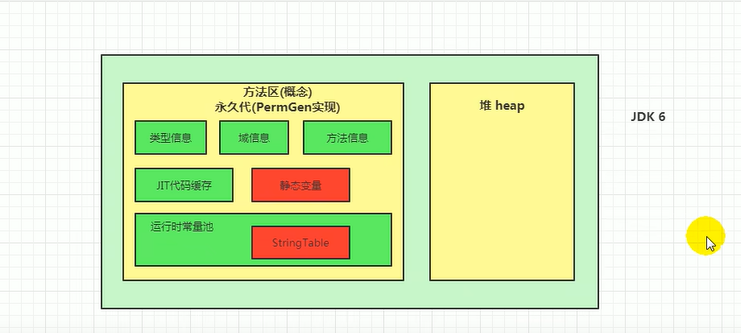 方法区(概念)
永久代(PermGen实现)
类型信息
域信息
方法信息
JIT代码缓存
静态变量
运行时常量池
StringTable
堆 heap
JDK 6